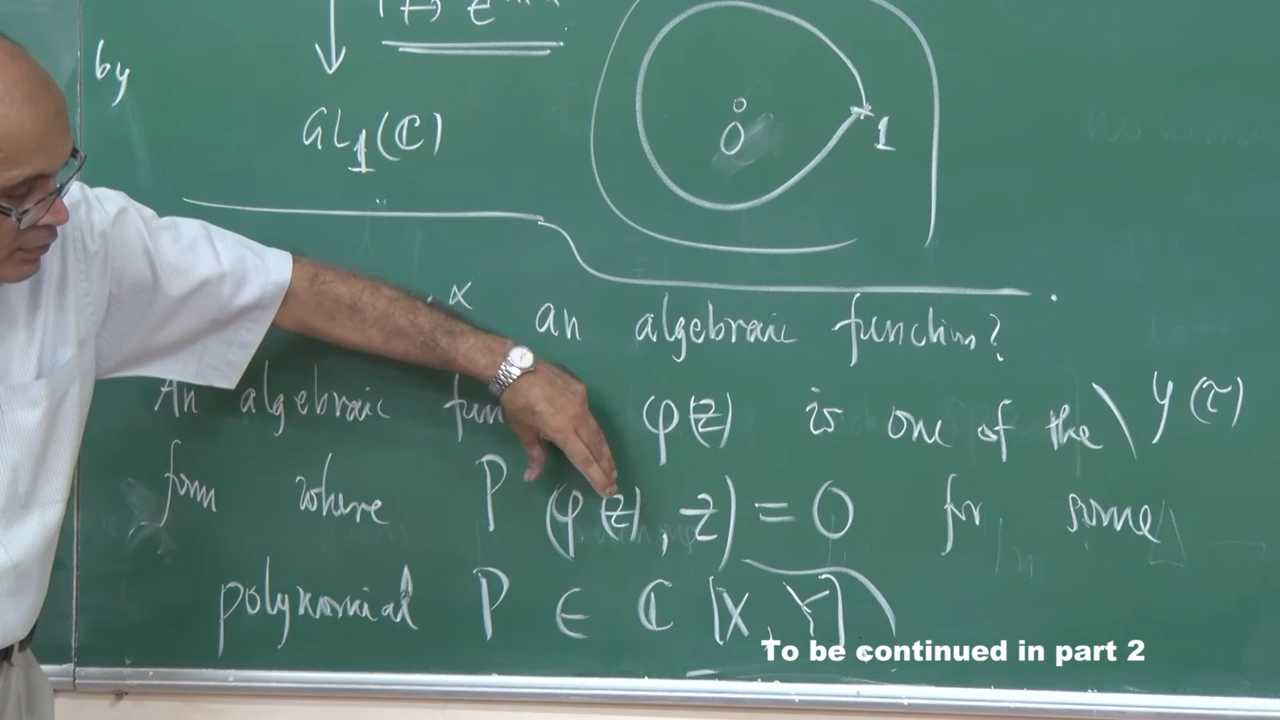 by
GL₁(ℂ)
0
1
α an algebraic function?
An algebraic fun φ(z) is one of the
form where P (φ(z), z) = 0 for some
polynomial P ∈ ℂ [X, Y]
To be continued in part 2